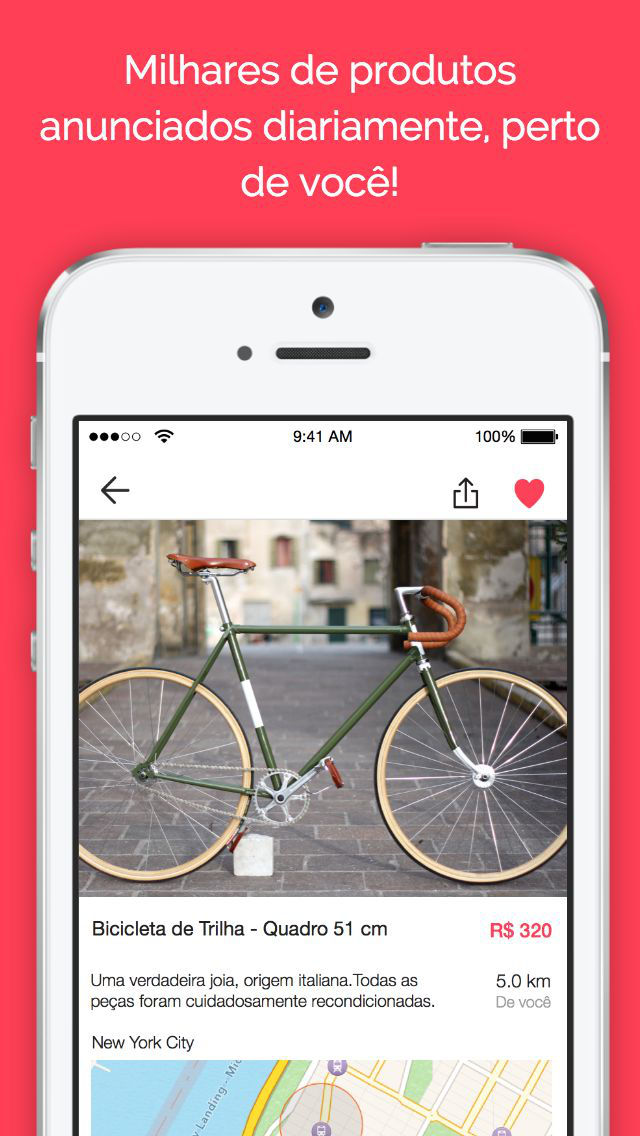 Milhares de produtos
anunciados diariamente, perto
de você!
9:41 AM
100%
Bicicleta de Trilha - Quadro 51 cm
R$ 320
Uma verdadeira joia, origem italiana.Todas as
peças foram cuidadosamente recondicionadas.
5.0 km
De você
New York City
Landing - Mid